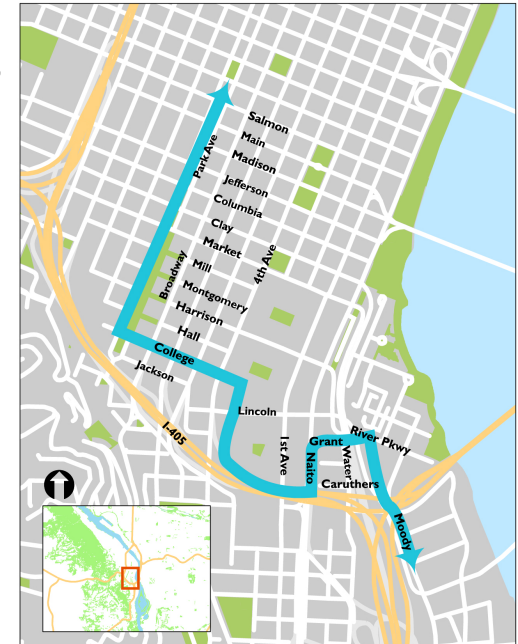 Salmon
Main
Park Ave
Madison
Jefferson
Columbia
Clay
Market
4th Ave
Broadway
Mill
Montgomery
Harrison
Hall
College
Jackson
Lincoln
I-405
1st Ave
Grant
River Pkwy
Naito
Water
Caruthers
Moody